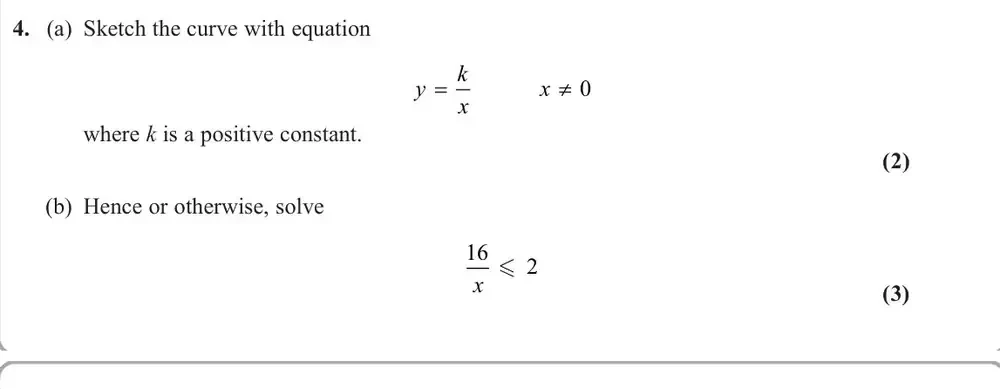 4. (a) Sketch the curve with equation
y = k/x x ≠ 0
where k is a positive constant.
(2)
(b) Hence or otherwise, solve
16/x ⩽ 2
(3)